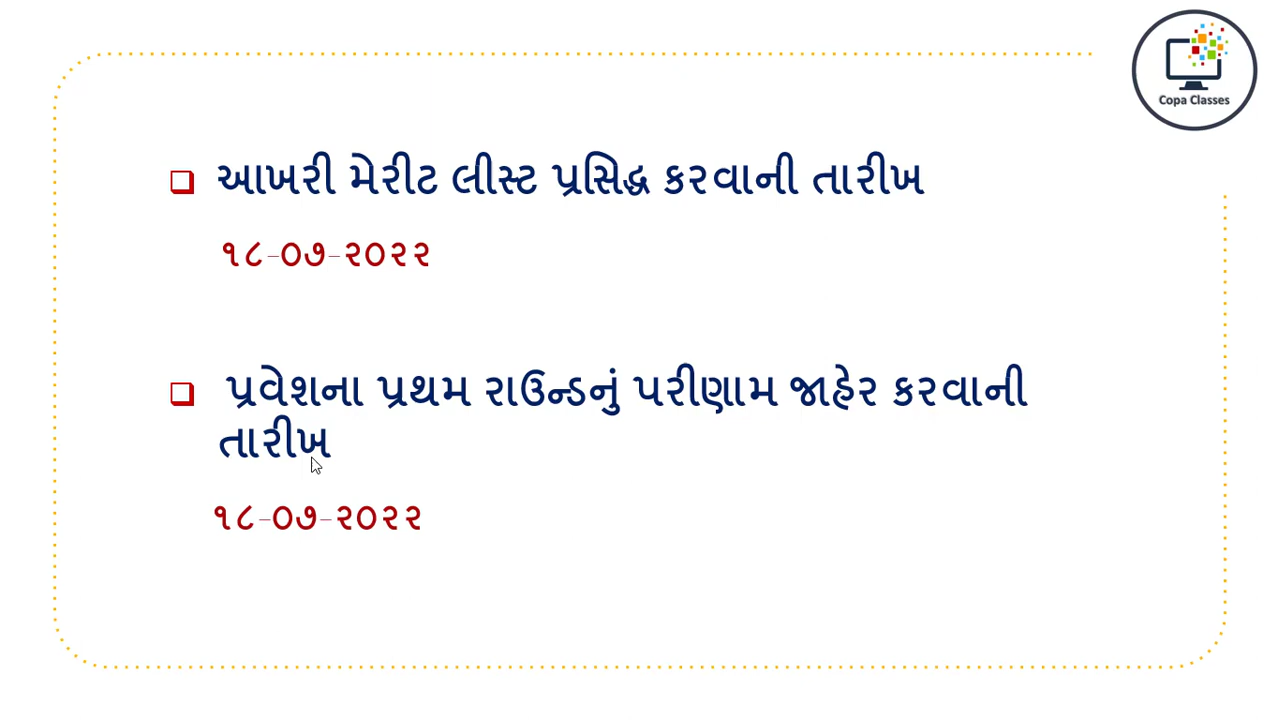 Copa Classes
આખરી મેરીટ લીસ્ટ પ્રસિદ્ધ કરવાની તારીખ
૧૮-૦૭-૨૦૨૨
પ્રવેશના પ્રથમ રાઉન્ડનું પરીણામ જાહેર કરવાની
તારીખ
૧૮-૦૭-૨૦૨૨